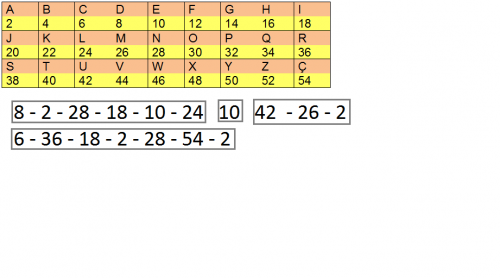 A B C D E F G H I
2 4 6 8 10 12 14 16 18
J K L M N O P Q R
20 22 24 26 28 30 32 34 36
S T U V W X Y Z Ç
38 40 42 44 46 48 50 52 54
8 - 2 - 28 - 18 - 10 - 24 10 42 - 26 - 2
6 - 36 - 18 - 2 - 28 - 54 - 2